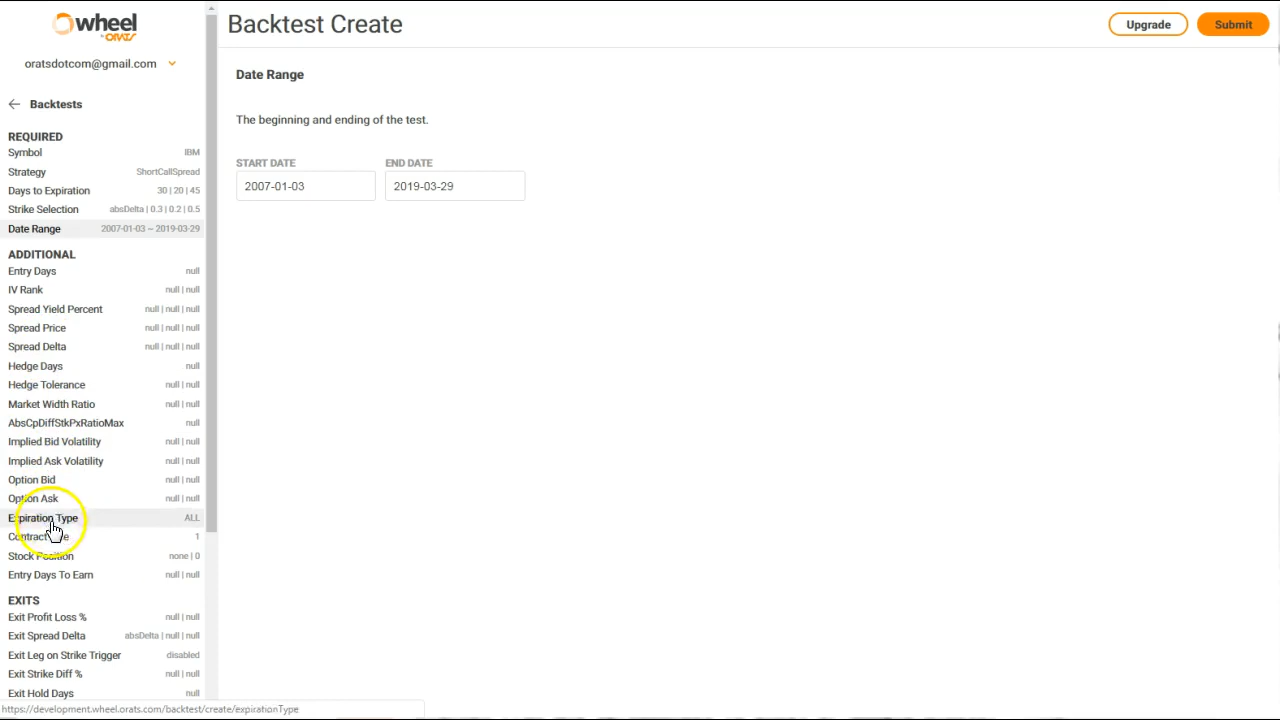 wheel
by ORATS
oratsdotcom@gmail.com
Backtests
REQUIRED
Symbol IBM
Strategy ShortCallSpread
Days to Expiration 30 | 20 | 45
Strike Selection absDelta | 0.3 | 0.2 | 0.5
Date Range 2007-01-03 – 2019-03-29
ADDITIONAL
Entry Days null
IV Rank null | null
Spread Yield Percent null | null | null
Spread Price null | null | null
Spread Delta null | null | null
Hedge Days null
Hedge Tolerance null | null
Market Width Ratio null | null
AbsCpDiffStkPxRatioMax null
Implied Bid Volatility null | null
Implied Ask Volatility null | null
Option Bid null | null
Option Ask null | null
Expiration Type ALL
Contract 1
Stock Position none | 0
Entry Days To Earn null | null
EXITS
Exit Profit Loss % null | null
Exit Spread Delta absDelta | null | null
Exit Leg on Strike Trigger disabled
Exit Strike Diff % null | null
Exit Hold Days null
https://development.wheel.orats.com/backtest/create/expirationType
Backtest Create
Upgrade
Submit
Date Range
The beginning and ending of the test.
START DATE END DATE
2007-01-03 2019-03-29